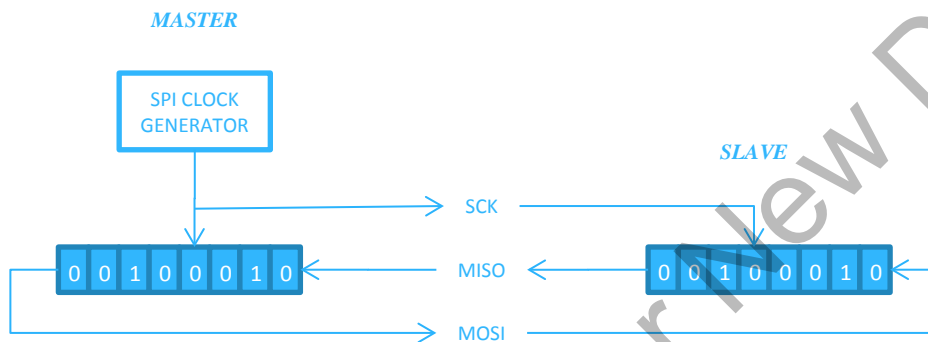 MASTER
SPI CLOCK
GENERATOR
SLAVE
SCK
0 0 1 0 0 0 1 0
MISO
0 0 1 0 0 0 1 0
MOSI
New